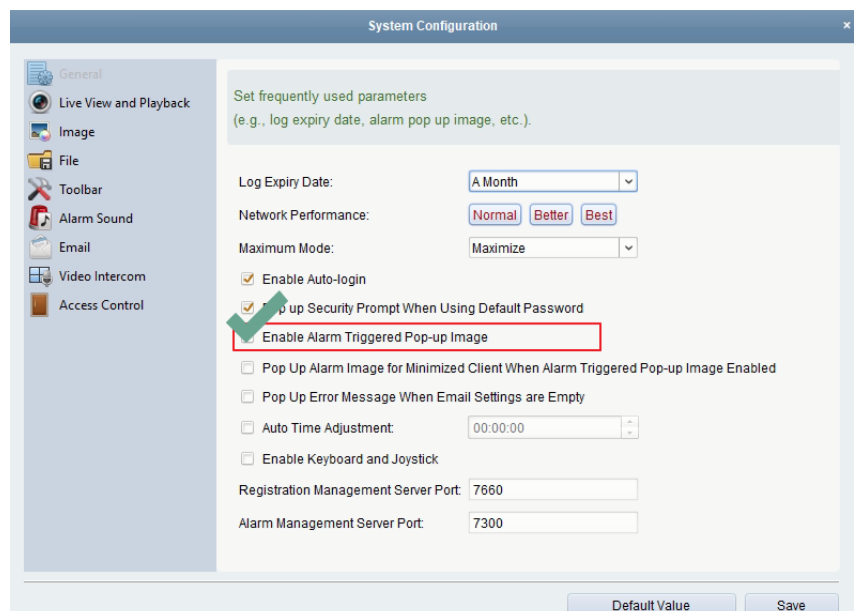 System Configuration
×
General
Live View and Playback
Image
File
Toolbar
Alarm Sound
Email
Video Intercom
Access Control
Set frequently used parameters
(e.g., log expiry date, alarm pop up image, etc.).
Log Expiry Date:
A Month
Network Performance:
Normal Better Best
Maximum Mode:
Maximize
Enable Auto-login
up Security Prompt When Using Default Password
Enable Alarm Triggered Pop-up Image
Pop Up Alarm Image for Minimized Client When Alarm Triggered Pop-up Image Enabled
Pop Up Error Message When Email Settings are Empty
Auto Time Adjustment:
00:00:00
Enable Keyboard and Joystick
Registration Management Server Port:
7660
Alarm Management Server Port:
7300
Default Value
Save